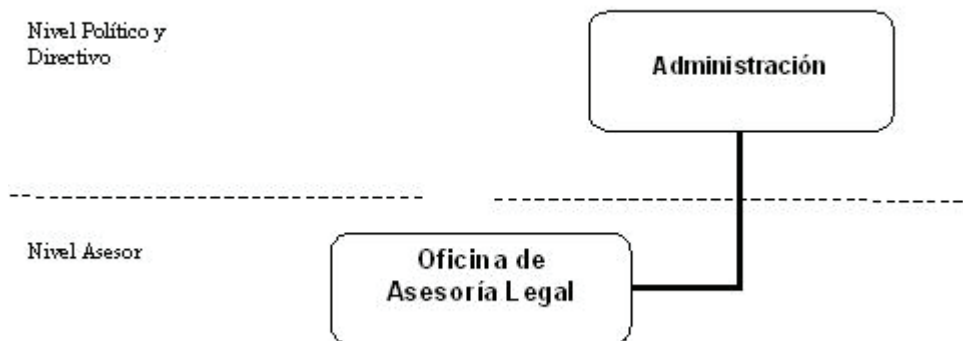 Nivel Político y
Directivo
Administración
Nivel Asesor
Oficina de
Asesoría Legal